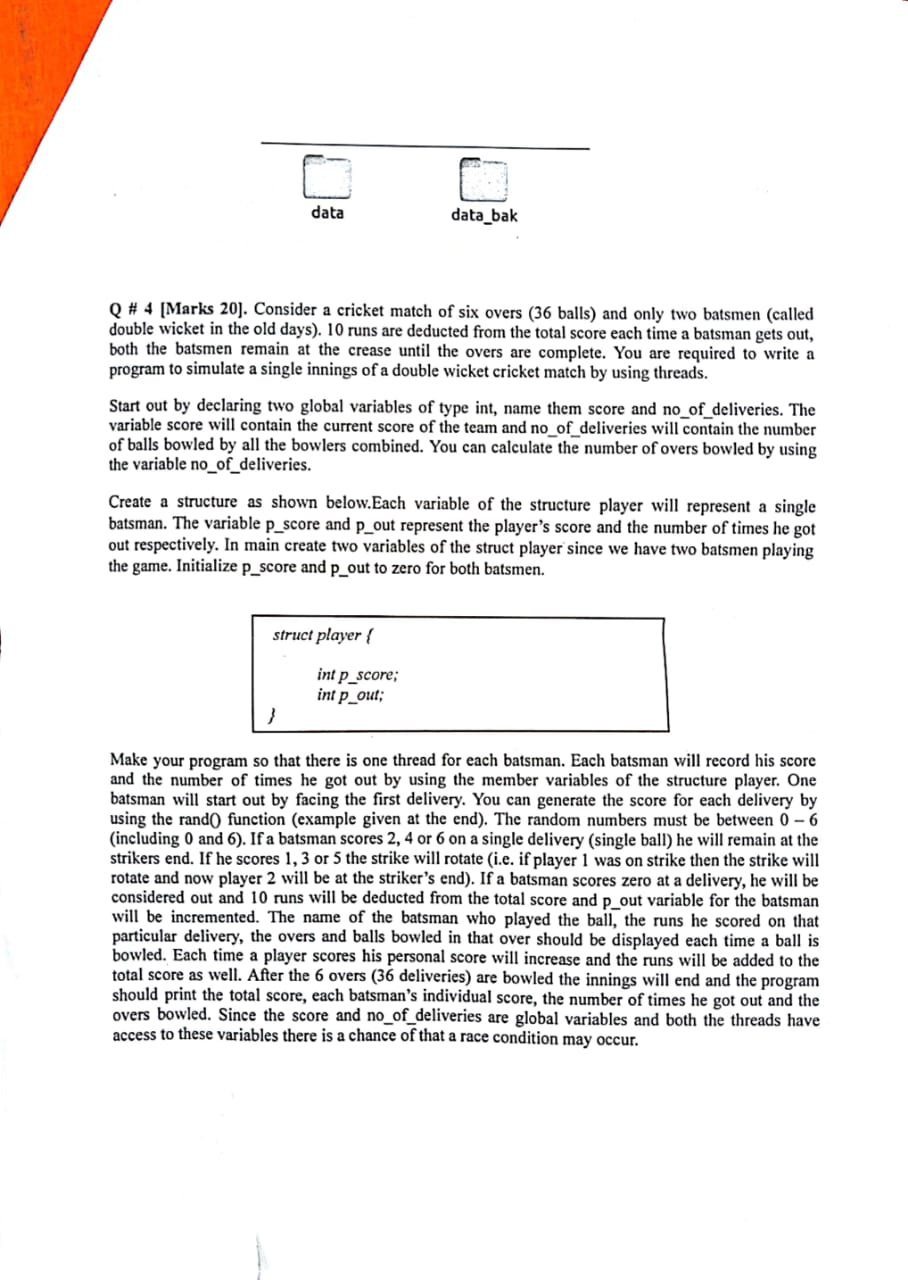 data data_bak
Q # 4 [Marks 20]. Consider a cricket match of six overs (36 balls) and only two batsmen (called
double wicket in the old days). 10 runs are deducted from the total score each time a batsman gets out,
both the batsmen remain at the crease until the overs are complete. You are required to write a
program to simulate a single innings of a double wicket cricket match by using threads.
Start out by declaring two global variables of type int, name them score and no_of_deliveries. The
variable score will contain the current score of the team and no_of_deliveries will contain the number
of balls bowled by all the bowlers combined. You can calculate the number of overs bowled by using
the variable no_of_deliveries.
Create a structure as shown below.Each variable of the structure player will represent a single
batsman. The variable p_score and p_out represent the player's score and the number of times he got
out respectively. In main create two variables of the struct player since we have two batsmen playing
the game. Initialize p_score and p_out to zero for both batsmen.
struct player {
int p_score;
int p_out;
}
Make your program so that there is one thread for each batsman. Each batsman will record his score
and the number of times he got out by using the member variables of the structure player. One
batsman will start out by facing the first delivery. You can generate the score for each delivery by
using the rand() function (example given at the end). The random numbers must be between 0 – 6
(including 0 and 6). If a batsman scores 2, 4 or 6 on a single delivery (single ball) he will remain at the
strikers end. If he scores 1, 3 or 5 the strike will rotate (i.e. if player 1 was on strike then the strike will
rotate and now player 2 will be at the striker's end). If a batsman scores zero at a delivery, he will be
considered out and 10 runs will be deducted from the total score and p_out variable for the batsman
will be incremented. The name of the batsman who played the ball, the runs he scored on that
particular delivery, the overs and balls bowled in that over should be displayed each time a ball is
bowled. Each time a player scores his personal score will increase and the runs will be added to the
total score as well. After the 6 overs (36 deliveries) are bowled the innings will end and the program
should print the total score, each batsman's individual score, the number of times he got out and the
overs bowled. Since the score and no_of_deliveries are global variables and both the threads have
access to these variables there is a chance of that a race condition may occur.